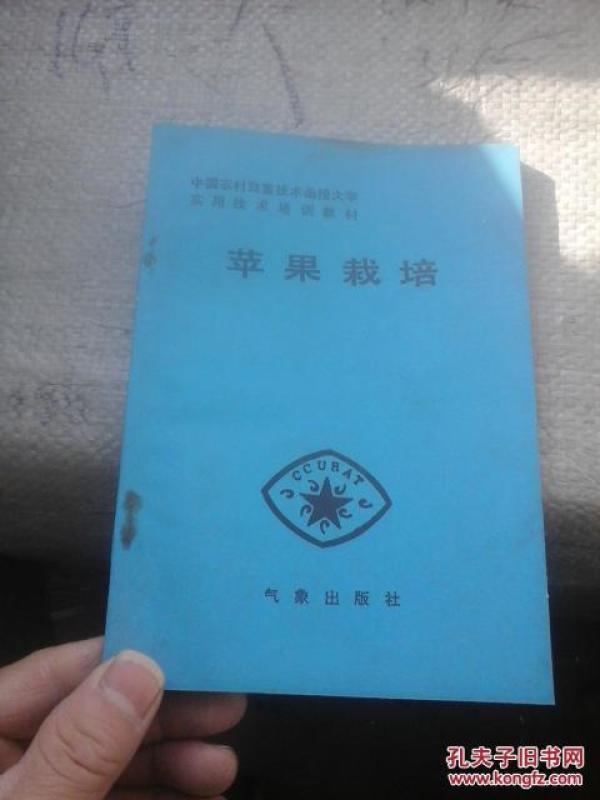 中国农村致富技术函授大学
实用技术培训教材
苹果栽培
CCURAT
气象出版社
孔夫子旧书网
www.kongfz.com